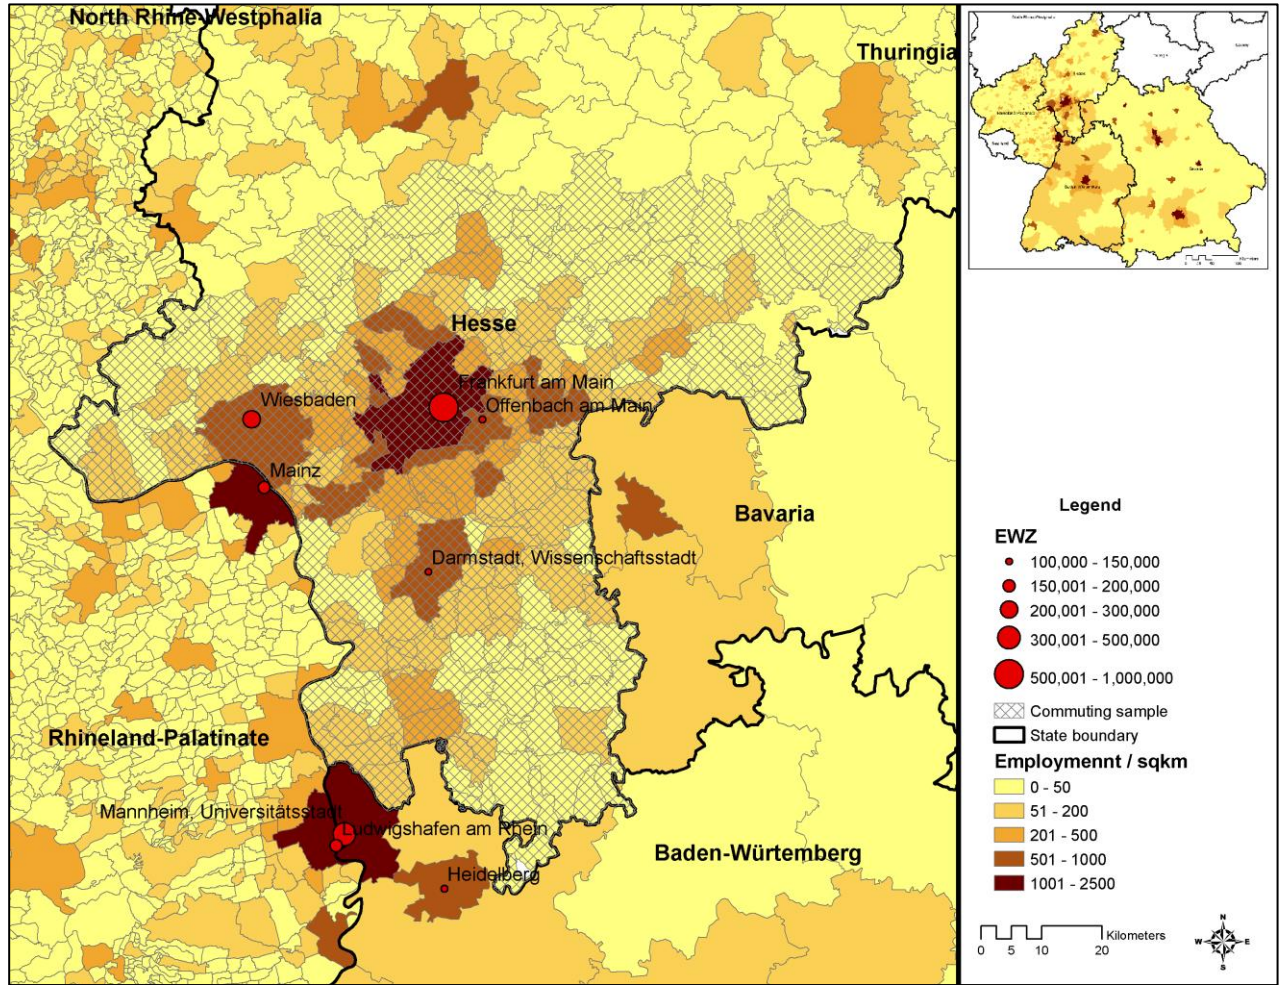 North Rhine-Westphalia
Thuringia
Hesse
Frankfurt am Main
Wiesbaden
Offenbach am Main
Mainz
Bavaria
Darmstadt, Wissenschaftsstadt
Rhineland-Palatinate
Mannheim, Universitätsstadt
Ludwigshafen am Rhein
Baden-Würtemberg
Heidelberg
Legend
EWZ
100,000 - 150,000
150,001 - 200,000
200,001 - 300,000
300,001 - 500,000
500,001 - 1,000,000
Commuting sample
State boundary
Employmennt / sqkm
0 - 50
51 - 200
201 - 500
501 - 1000
1001 - 2500
Kilometers
0 5 10 20
N
W E
S